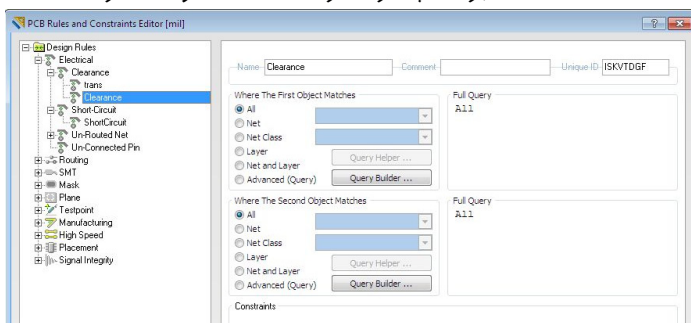 PCB Rules and Constraints Editor [mil]
Design Rules
Electrical
Clearance
trans
Clearance
Short-Circuit
ShortCircuit
Un-Routed Net
Un-Connected Pin
Routing
SMT
Mask
Plane
Testpoint
Manufacturing
High Speed
Placement
Signal Integrity
Name Clearance Comment Unique ID ISKVTDGF
Where The First Object Matches
All
Net
Net Class
Layer
Net and Layer
Advanced (Query)
Query Helper ...
Query Builder ...
Full Query
All
Where The Second Object Matches
All
Net
Net Class
Layer
Net and Layer
Advanced (Query)
Query Helper ...
Query Builder ...
Full Query
All
Constraints